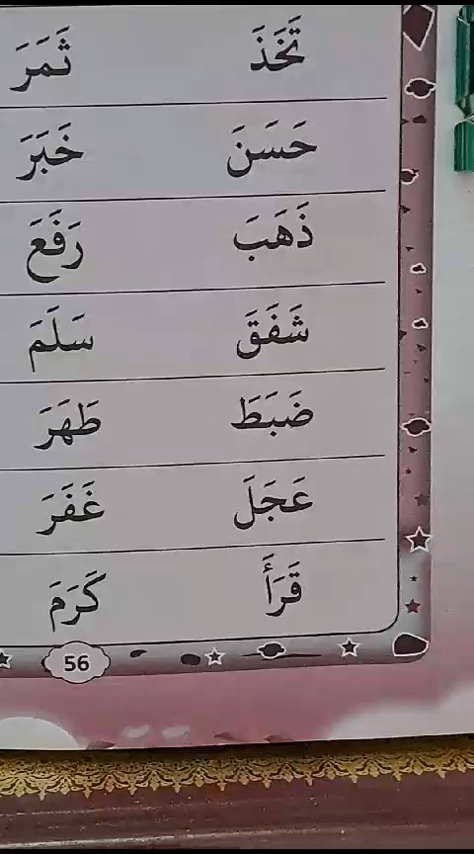 تَخَذَ ثَمَرَ
حَسَنَ خَبَرَ
ذَهَبَ رَفَعَ
شَفَقَ سَلَمَ
ضَبَطَ طَهَرَ
عَجَلَ غَفَرَ
قَرَأَ كَرَمَ
56